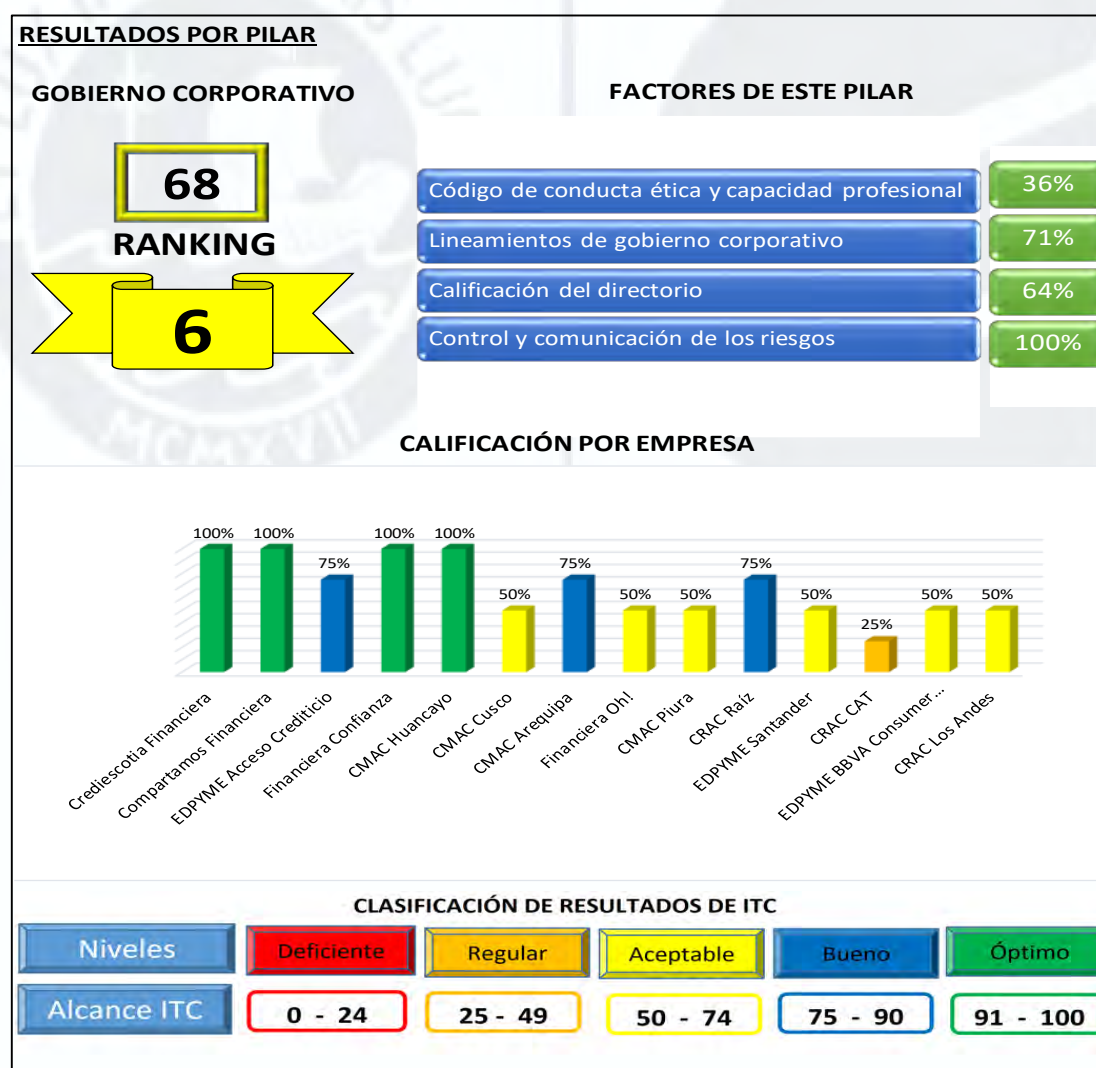 RESULTADOS POR PILAR
GOBIERNO CORPORATIVO
FACTORES DE ESTE PILAR
68
RANKING
6
Código de conducta ética y capacidad profesional 36%
Lineamientos de gobierno corporativo 71%
Calificación del directorio 64%
Control y comunicación de los riesgos 100%
MCMXVII
CALIFICACIÓN POR EMPRESA
100% 100% 75% 100% 100% 50% 75% 50% 50% 75% 50% 25% 50% 50%
Crediescotia Financiera
Compartamos Financiera
EDPYME Acceso Crediticio
Financiera Confianza
CMAC Huancayo
CMAC Cusco
CMAC Arequipa
Financiera Oh!
CMAC Piura
CRAC Raíz
EDPYME Santander
CRAC CAT
EDPYME BBVA Consumer...
CRAC Los Andes
CLASIFICACIÓN DE RESULTADOS DE ITC
Niveles Deficiente Regular Aceptable Bueno Óptimo
Alcance ITC 0 - 24 25 - 49 50 - 74 75 - 90 91 - 100